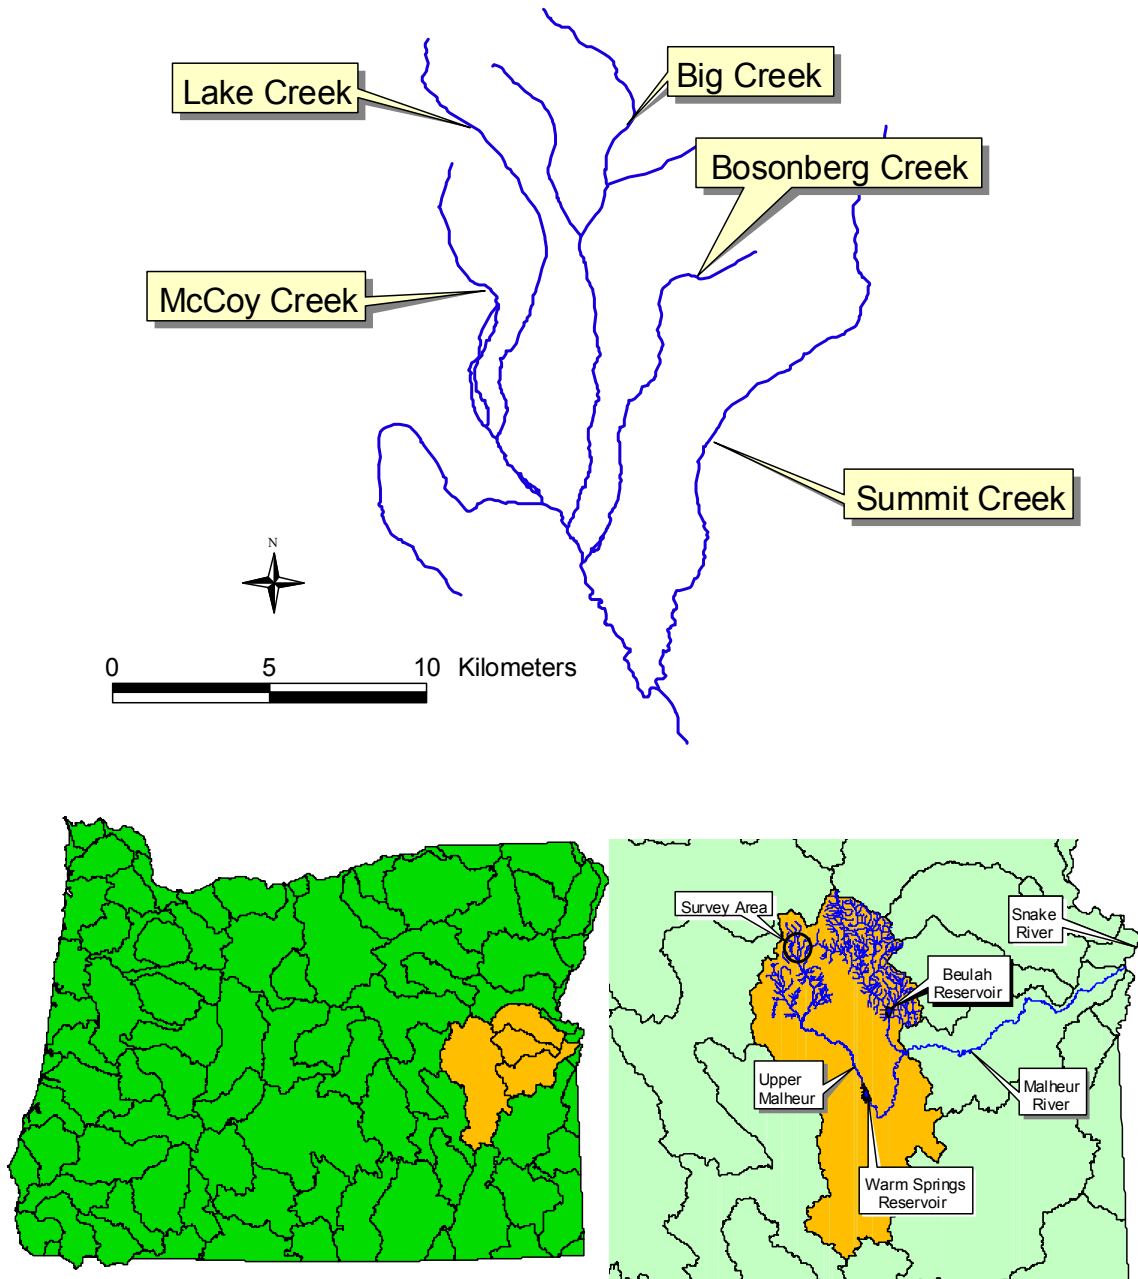 Big Creek
Lake Creek
Bosonberg Creek
McCoy Creek
Summit Creek
N
0 5 10 Kilometers
Survey Area
Snake
River
Beulah
Reservoir
Upper
Malheur
Malheur
River
Warm Springs
Reservoir